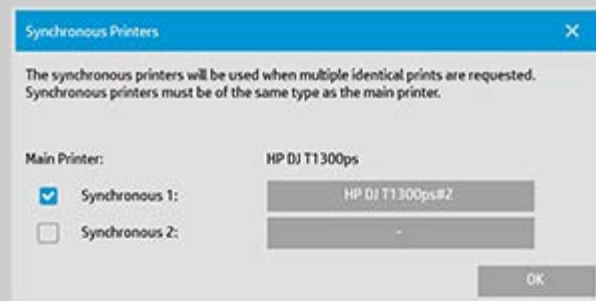 Synchronous Printers
The synchronous printers will be used when multiple identical prints are requested.
Synchronous printers must be of the same type as the main printer.
Main Printer: HP DJ T1300ps
Synchronous 1: HP DJ T1300ps#2
Synchronous 2: -
OK